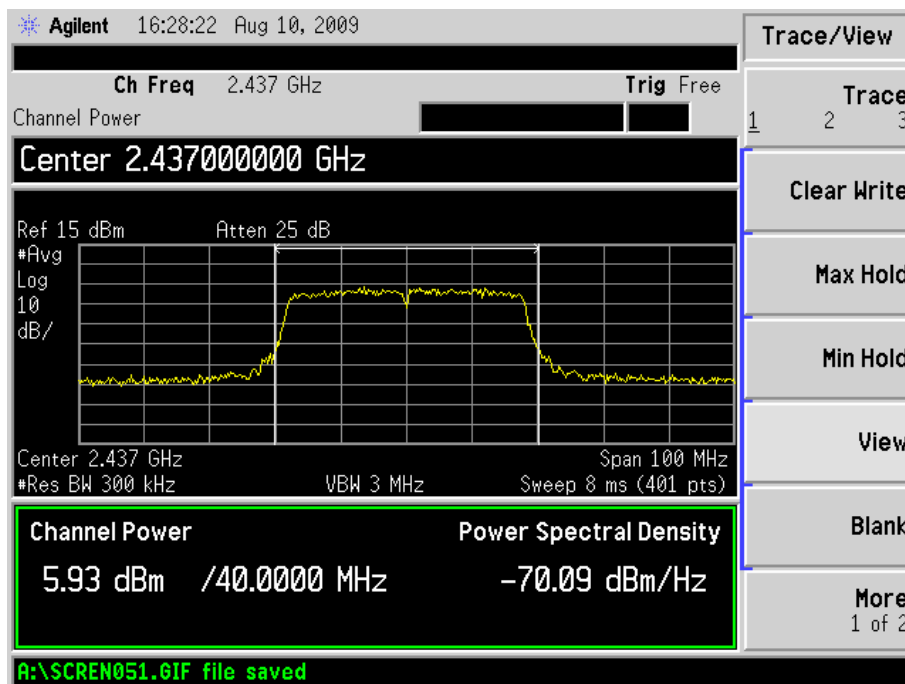 Agilent 16:28:22 Aug 10, 2009
Ch Freq 2.437 GHz Trig Free
Channel Power
Center 2.437000000 GHz
Ref 15 dBm Atten 25 dB
#Avg
Log
10
dB/
Center 2.437 GHz Span 100 MHz
#Res BW 300 kHz VBW 3 MHz Sweep 8 ms (401 pts)
Channel Power Power Spectral Density
5.93 dBm /40.0000 MHz -70.09 dBm/Hz
A:\SCREN051.GIF file saved
Trace/View
Trace
1 2 3
Clear Write
Max Hold
Min Hold
View
Blank
More
1 of 2